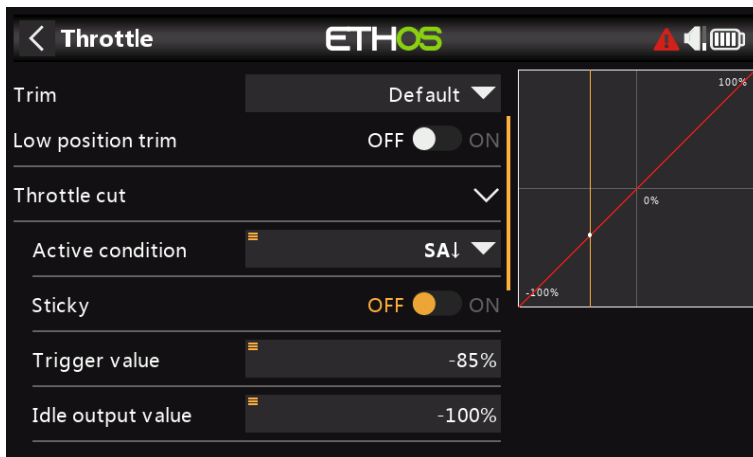 Throttle
ETHOS
Trim Default
Low position trim OFF ON
Throttle cut
Active condition SA↓
Sticky OFF ON
Trigger value -85%
Idle output value -100%
100%
0%
-100%